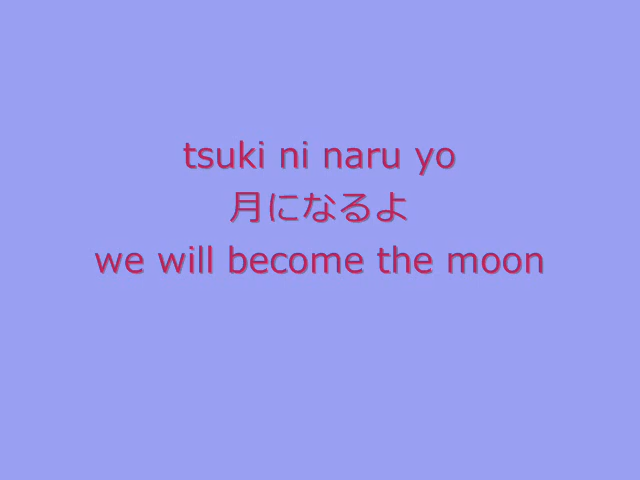 tsuki ni naru yo
月になるよ
we will become the moon